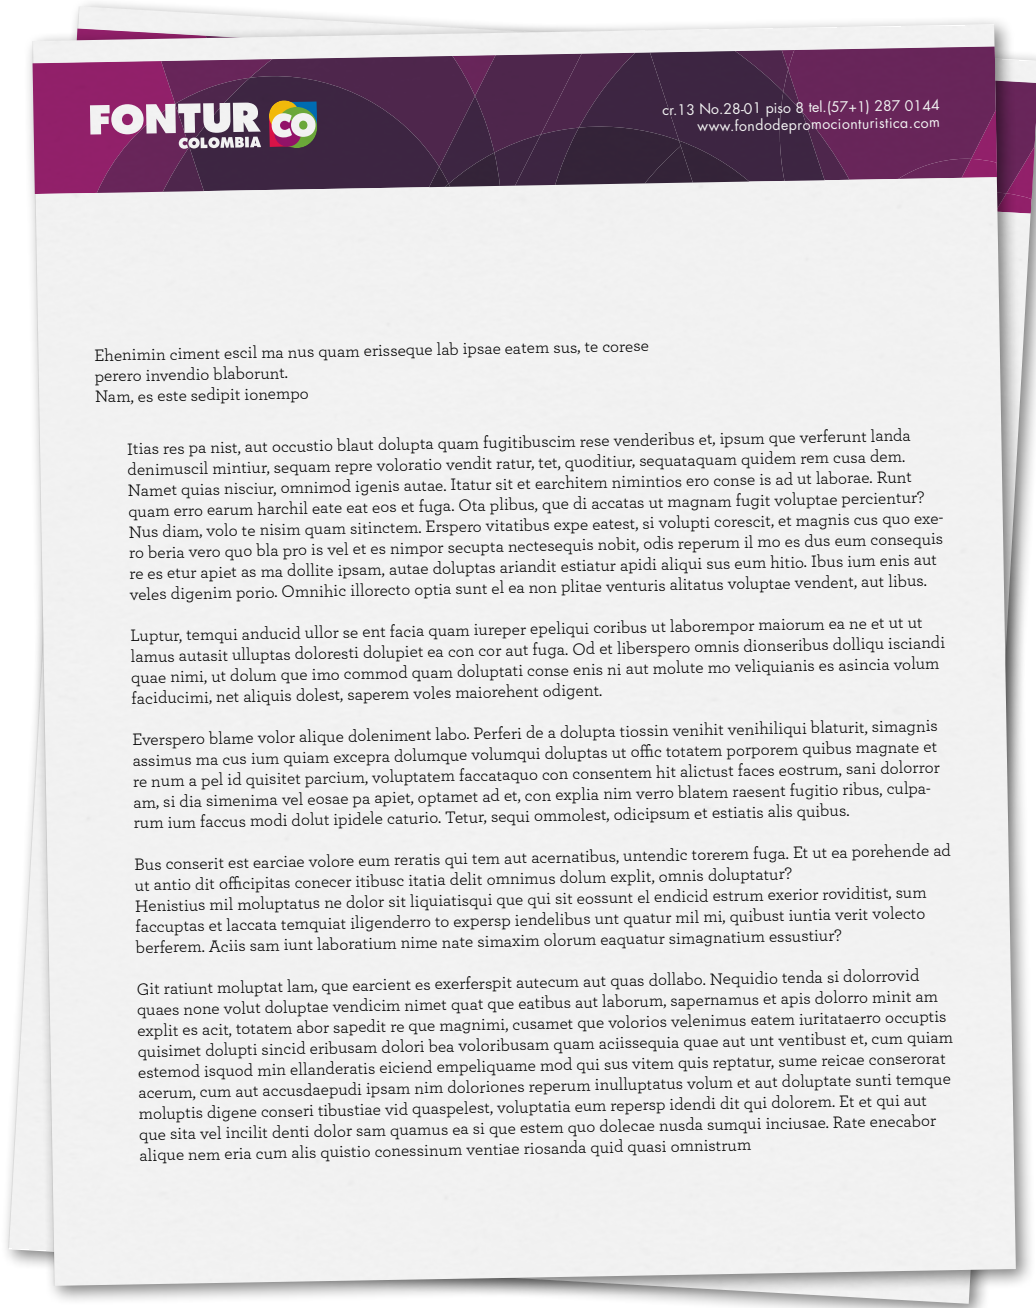 FONTUR
COLOMBIA
CO
cr.13 No.28-01 piso 8 tel.(57+1) 287 0144
www.fondodepromocionturistica.com
Ehenimin ciment escil ma nus quam erisseque lab ipsae eatem sus, te corese
perero invendio blaborunt.
Nam, es este sedipit ionempo
Itias res pa nist, aut occustio blaut dolupta quam fugitibuscim rese venderibus et, ipsum que verferunt landa
denimuscil mintiur, sequam repre voloratio vendit ratur, tet, quoditiur, sequataquam quidem rem cusa dem.
Namet quias nisciur, omnimod igenis autae. Itatur sit et earchitem nimintios ero conse is ad ut laborae. Runt
quam erro earum harchil eate eat eos et fuga. Ota plibus, que di accatas ut magnam fugit voluptae percientur?
Nus diam, volo te nisim quam sitinctem. Erspero vitatibus expe eatest, si volupti corescit, et magnis cus quo exe-
ro beria vero quo bla pro is vel et es nimpor secupta nectesequis nobit, odis reperum il mo es dus eum consequis
re es etur apiet as ma dollite ipsam, autae doluptas ariandit estiatur apidi aliqui sus eum hitio. Ibus ium enis aut
veles digenim porio. Omnihic illorecto optia sunt el ea non plitae venturis alitatus voluptae vendent, aut libus.
Luptur, temqui anducid ullor se ent facia quam iureper epeliqui coribus ut laborempor maiorum ea ne et ut ut
lamus autasit ulluptas doloresti dolupiet ea con cor aut fuga. Od et liberspero omnis dionseribus dolliqu isciandi
quae nimi, ut dolum que imo commod quam doluptati conse enis ni aut molute mo veliquianis es asincia volum
faciducimi, net aliquis dolest, saperem voles maiorehent odigent.
Everspero blame volor alique doleniment labo. Perferi de a dolupta tiossin venihit venihiliqui blaturit, simagnis
assimus ma cus ium quiam excepra dolumque volumqui doluptas ut offic totatem porporem quibus magnate et
re num a pel id quisitet parcium, voluptatem faccataquo con consentem hit alictust faces eostrum, sani dolorror
am, si dia simenima vel eosae pa apiet, optamet ad et, con explia nim verro blatem raesent fugitio ribus, culpa-
rum ium faccus modi dolut ipidele caturio. Tetur, sequi ommolest, odicipsum et estiatis alis quibus.
Bus conserit est earciae volore eum reratis qui tem aut acernatibus, untendic torerem fuga. Et ut ea porehende ad
ut antio dit officipitas conecer itibusc itatia delit omnimus dolum explit, omnis doluptatur?
Henistius mil moluptatus ne dolor sit liquiatisqui que qui sit eossunt el endicid estrum exerior roviditist, sum
faccuptas et laccata temquiat iligenderro to expersp iendelibus unt quatur mil mi, quibust iuntia verit volecto
berferem. Aciis sam iunt laboratium nime nate simaxim olorum eaquatur simagnatium essustiur?
Git ratiunt moluptat lam, que earcient es exerferspit autecum aut quas dollabo. Nequidio tenda si dolorrovid
quaes none volut doluptae vendicim nimet quat que eatibus aut laborum, sapernamus et apis dolorro minit am
explit es acit, totatem abor sapedit re que magnimi, cusamet que volorios velenimus eatem iuritataerro occuptis
quisimet dolupti sincid eribusam dolori bea voloribusam quam aciissequia quae aut unt ventibust et, cum quiam
estemod isquod min ellanderatis eiciend empeliquame mod qui sus vitem quis reptatur, sume reicae conserorat
acerum, cum aut accusdaepudi ipsam nim doloriones reperum inulluptatus volum et aut doluptate sunti temque
moluptis digene conseri tibustiae vid quaspelest, voluptatia eum repersp idendi dit qui dolorem. Et et qui aut
que sita vel incilit denti dolor sam quamus ea si que estem quo dolecae nusda sumqui inciusae. Rate enecabor
alique nem eria cum alis quistio conessinum ventiae riosanda quid quasi omnistrum